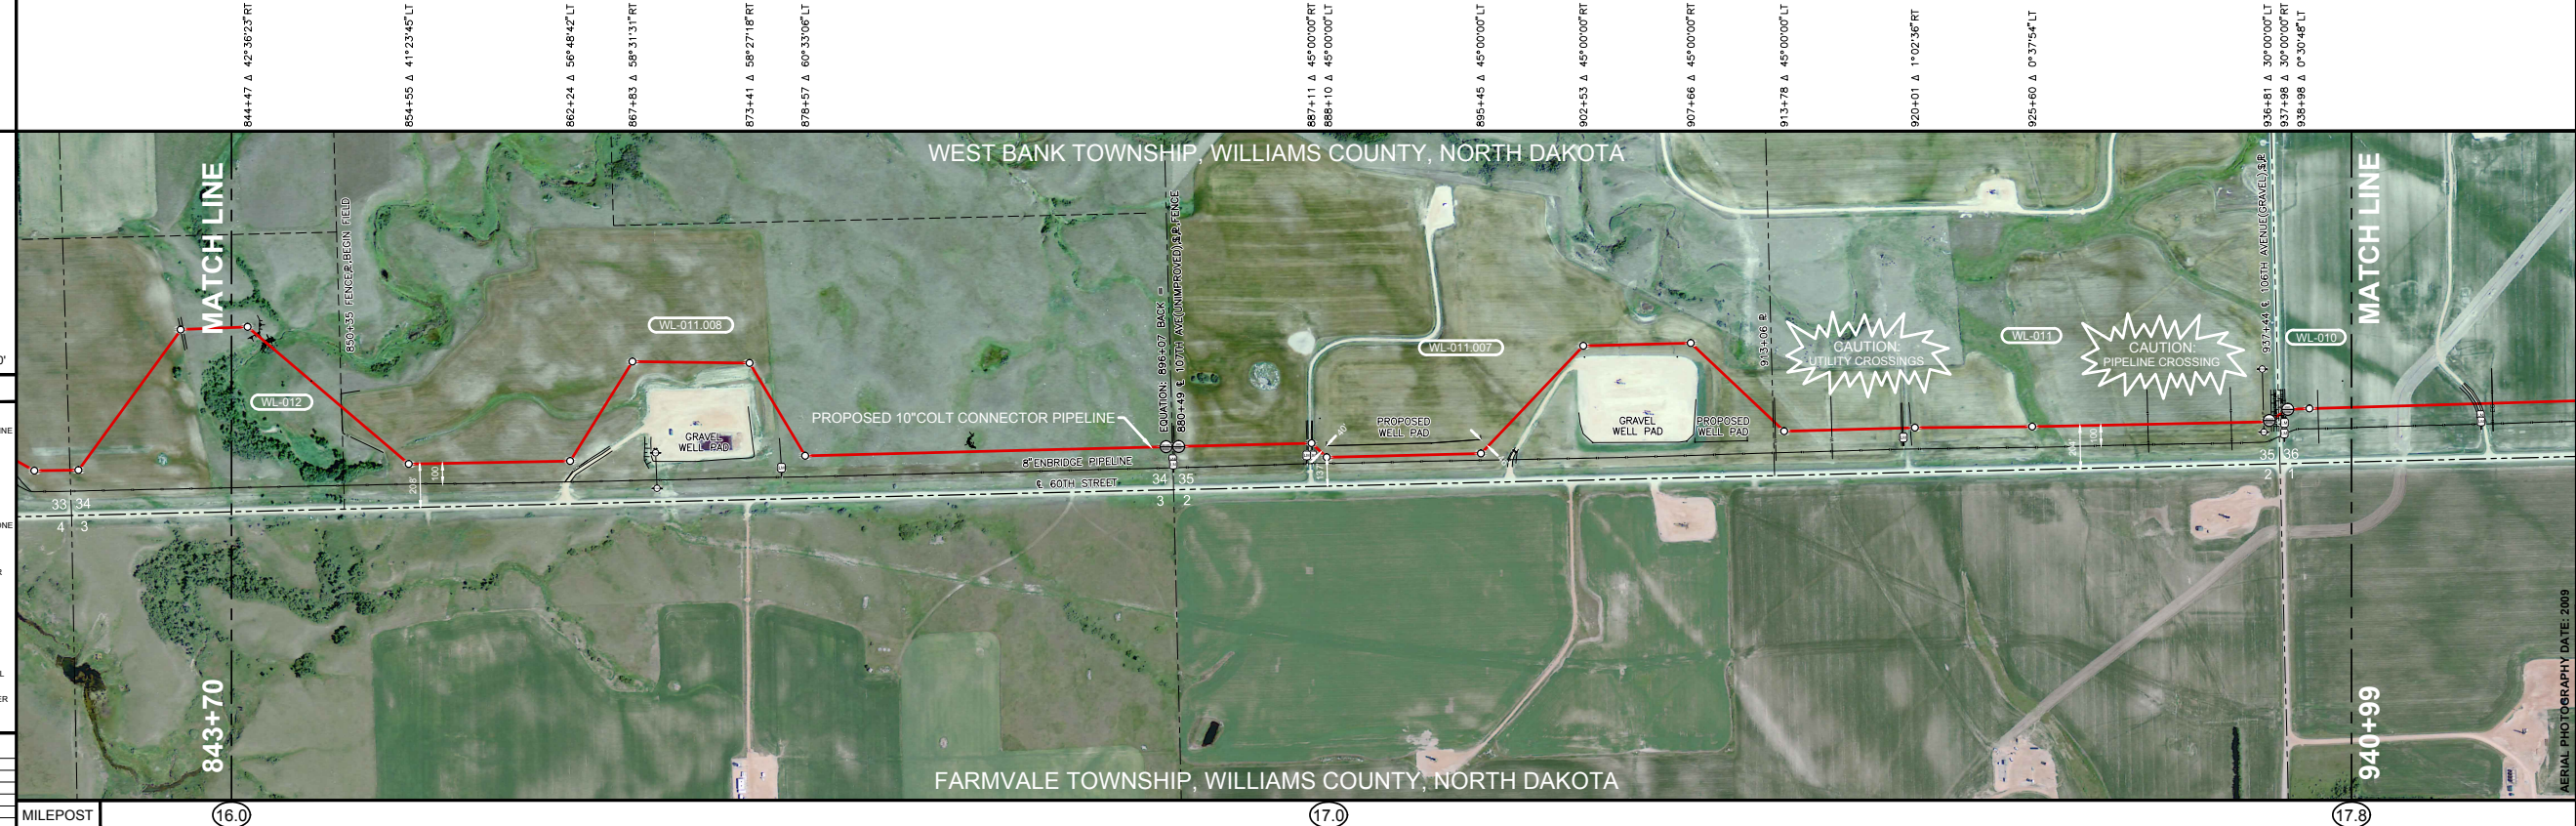 844+47 Δ 42°36'23"RT
854+55 Δ 41°23'45"LT
862+24 Δ 56°48'42"LT
867+83 Δ 58°31'31"RT
873+41 Δ 58°27'18"RT
878+57 Δ 60°33'06"LT
887+11 Δ 45°00'00"RT
888+10 Δ 45°00'00"LT
895+45 Δ 45°00'00"LT
902+53 Δ 45°00'00"RT
907+66 Δ 45°00'00"RT
913+78 Δ 45°00'00"LT
920+01 Δ 1°02'36"RT
925+60 Δ 0°37'54"LT
936+81 Δ 30°00'00"LT
937+98 Δ 30°00'00"RT
938+98 Δ 0°30'48"LT
WEST BANK TOWNSHIP, WILLIAMS COUNTY, NORTH DAKOTA
MATCH LINE
843+70
850+35 FENCE,℞,BEGIN FIELD
WL-012
WL-011.008
GRAVEL
WELL PAD
PROPOSED 10"COLT CONNECTOR PIPELINE
8"ENBRIDGE PIPELINE
℄ 60TH STREET
EQUATION: 896+07 BACK =
880+49 ℄ 107TH AVE(UNIMPROVED),
FENCE
WL-011.007
PROPOSED
WELL PAD
40'
GRAVEL
WELL PAD
PROPOSED
WELL PAD
913+06 ℞
CAUTION:
UTILITY CROSSINGS
WL-011
CAUTION:
PIPELINE CROSSING
937+44 ℄ 106TH AVENUE(GRAVEL),
WL-010
MATCH LINE
940+99
33 34
4 3
208'
100'
34 35
3 2
100'
35 36
2 1
FARMVALE TOWNSHIP, WILLIAMS COUNTY, NORTH DAKOTA
AERIAL PHOTOGRAPHY DATE: 2009
MILEPOST
16.0
17.0
17.8